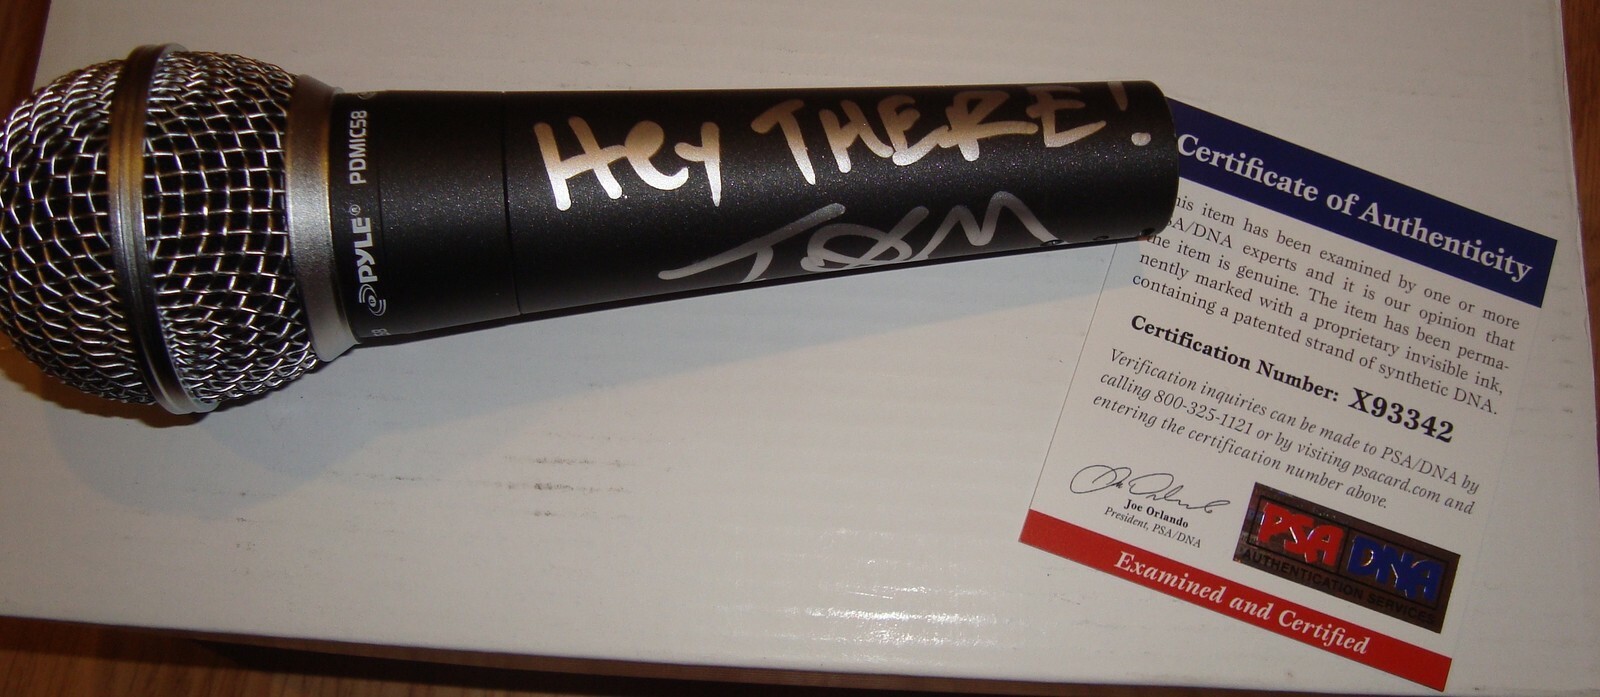 PYLE® PDMC58
58
Hey THERE!
Tom
Certificate of Authenticity
his item has been examined by one or more
SA/DNA experts and it is our opinion that
the item is genuine. The item has been perma-
nently marked with a proprietary invisible ink,
containing a patented strand of synthetic DNA.
Certification Number: X93342
Verification inquiries can be made to PSA/DNA by
calling 800-325-1121 or by visiting psacard.com and
entering the certification number above.
Joe Orlando
President, PSA/DNA
PSA DNA
AUTHENTICATION SERVICES
Examined and Certified